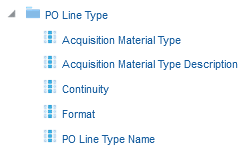 PO Line Type
Acquisition Material Type
Acquisition Material Type Description
Continuity
Format
PO Line Type Name